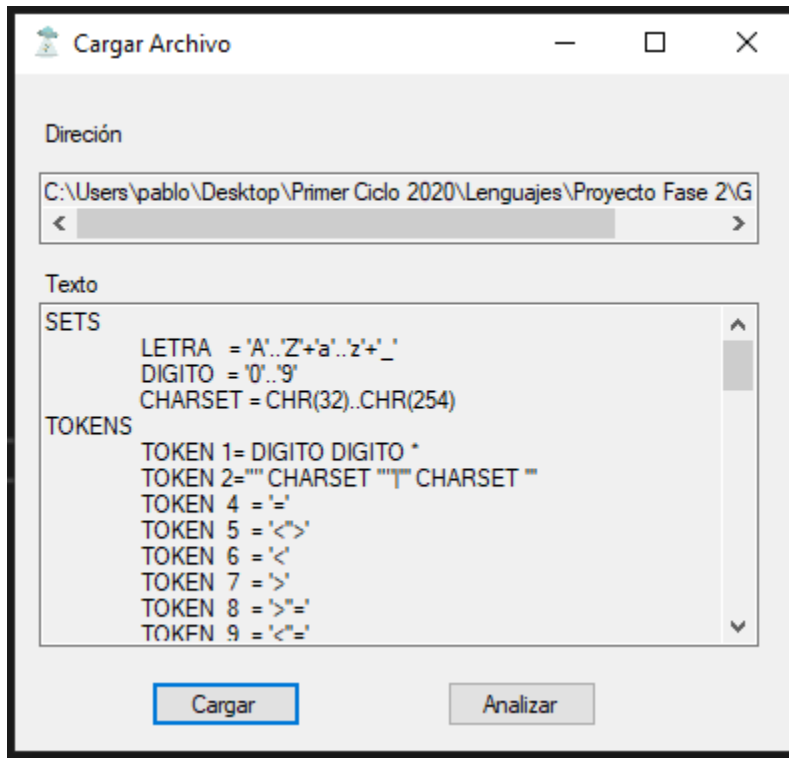 Cargar Archivo
Direción
C:\Users\pablo\Desktop\Primer Ciclo 2020\Lenguajes\Proyecto Fase 2\G
Texto
SETS
LETRA = 'A'..'Z'+'a'..'z'+'_'
DIGITO = '0'..'9'
CHARSET = CHR(32)..CHR(254)
TOKENS
TOKEN 1= DIGITO DIGITO *
TOKEN 2='"' CHARSET '"'|''' CHARSET '''
TOKEN 4 = '='
TOKEN 5 = '<''>'
TOKEN 6 = '<'
TOKEN 7 = '>'
TOKEN 8 = '>''='
TOKEN 9 = '<''='
Cargar
Analizar